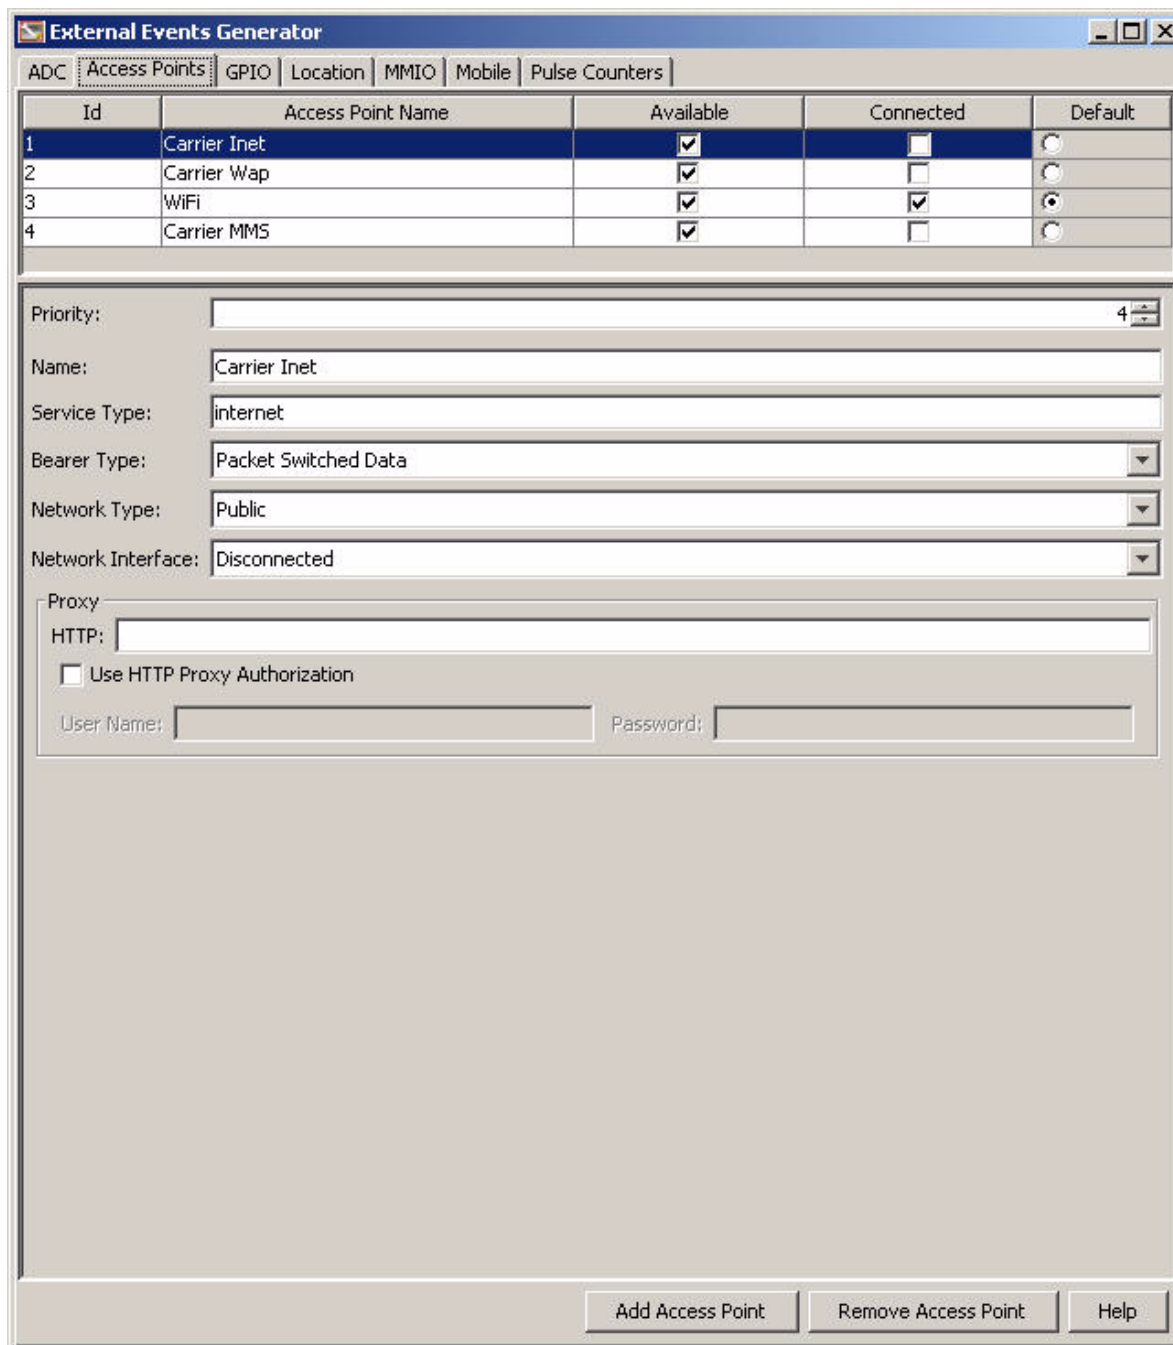 External Events Generator
ADC Access Points GPIO Location MMIO Mobile Pulse Counters
Id Access Point Name Available Connected Default
1 Carrier Inet
2 Carrier Wap
3 WiFi
4 Carrier MMS
Priority: 4
Name: Carrier Inet
Service Type: internet
Bearer Type: Packet Switched Data
Network Type: Public
Network Interface: Disconnected
Proxy
HTTP:
Use HTTP Proxy Authorization
User Name: Password:
Add Access Point Remove Access Point Help